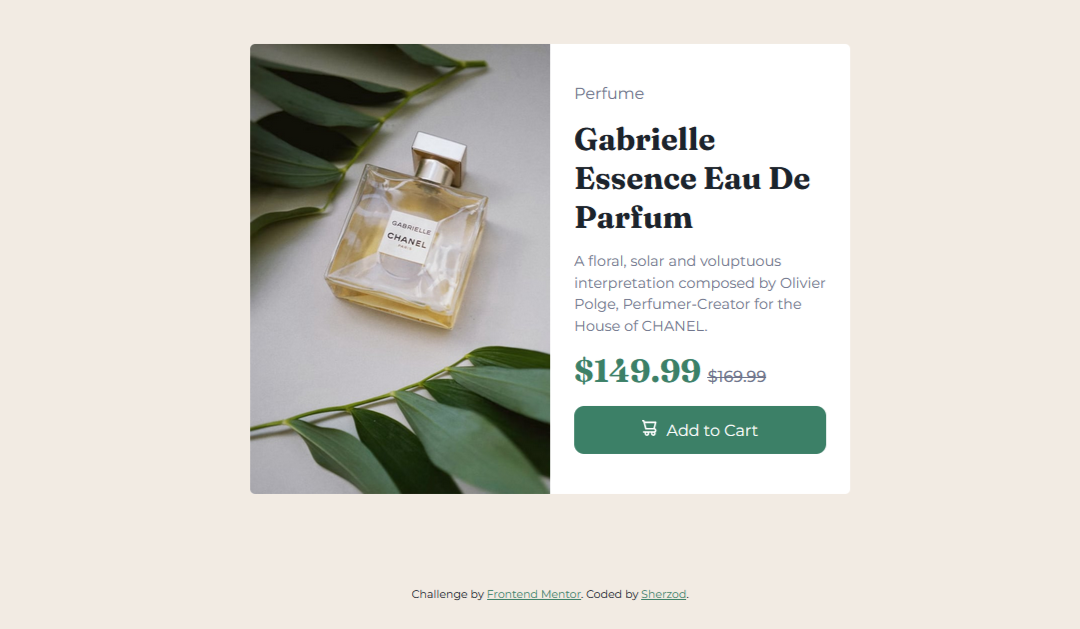 GABRIELLE
CHANEL
PARIS
Perfume
Gabrielle
Essence Eau De
Parfum
A floral, solar and voluptuous
interpretation composed by Olivier
Polge, Perfumer-Creator for the
House of CHANEL.
$149.99 $169.99
Add to Cart
Challenge by Frontend Mentor. Coded by Sherzod.